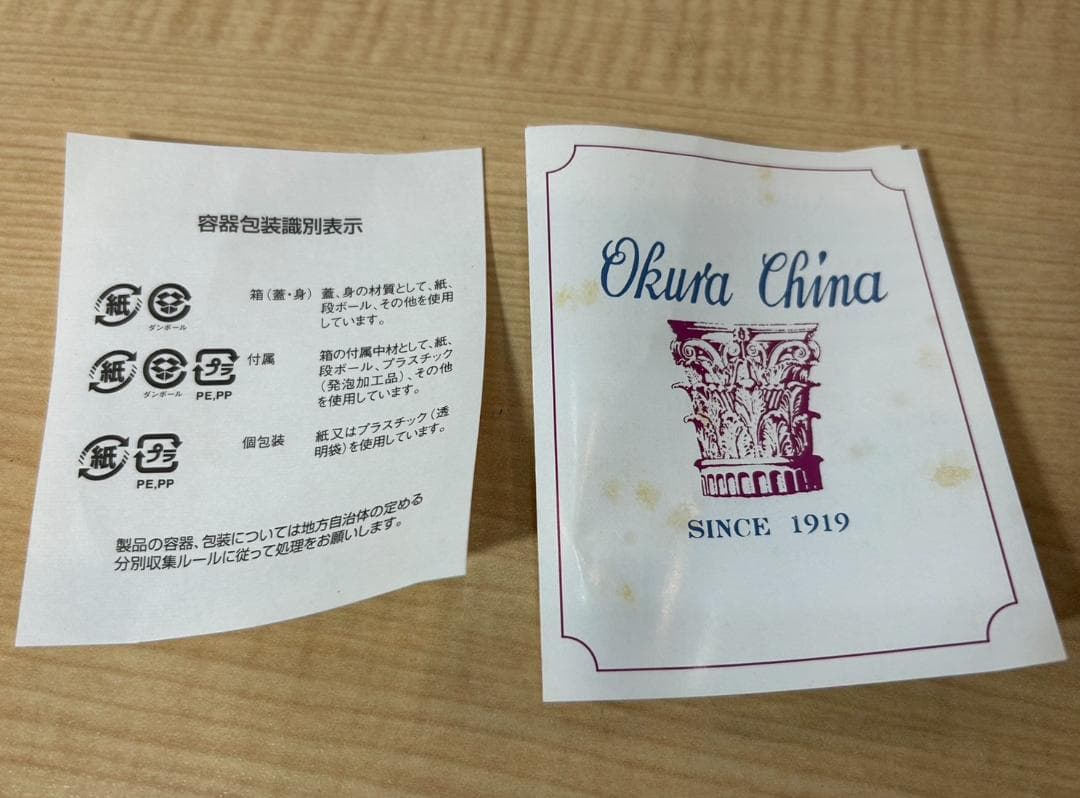 容器包装識別表示
紙 ダンボール 箱(蓋・身) 蓋、身の材質として、紙、
段ボール、その他を使用
しています。
紙 ダンボール プラ PE,PP 付属 箱の付属中材として、紙、
段ボール、プラスチック
(発泡加工品)、その他
を使用しています。
紙 プラ PE,PP 個包装 紙又はプラスチック(透
明袋)を使用しています。
製品の容器、包装については地方自治体の定める
分別収集ルールに従って処理をお願いします。
Okura China
SINCE 1919